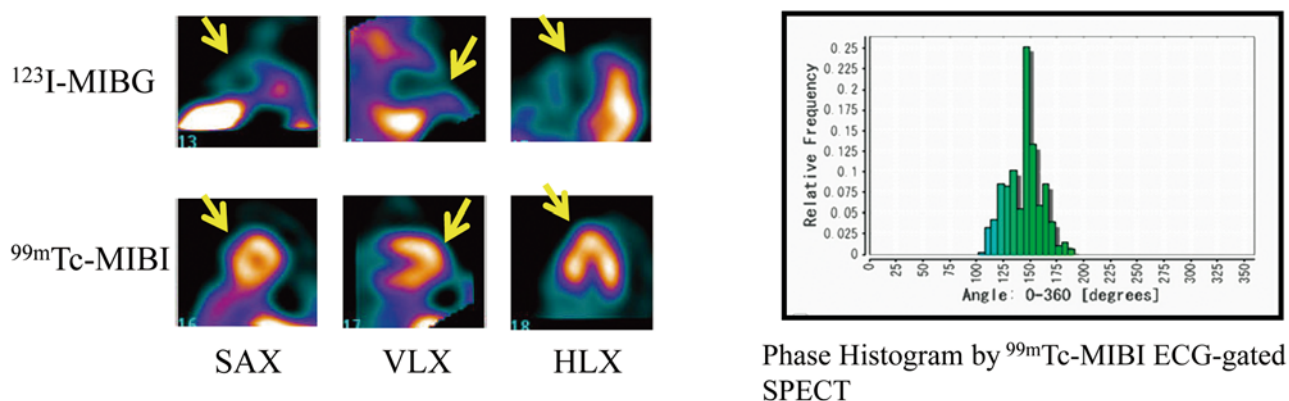 ¹²³I-MIBG
13
⁹⁹ᵐTc-MIBI
16
17
18
SAX
VLX
HLX
Relative Frequency
0.25
0.225
0.2
0.175
0.15
0.125
0.1
0.075
0.05
0.025
0
0 25 50 75 100 125 150 175 200 225 250 275 300 325 350
Angle: 0-360 [degrees]
Phase Histogram by ⁹⁹ᵐTc-MIBI ECG-gated
SPECT